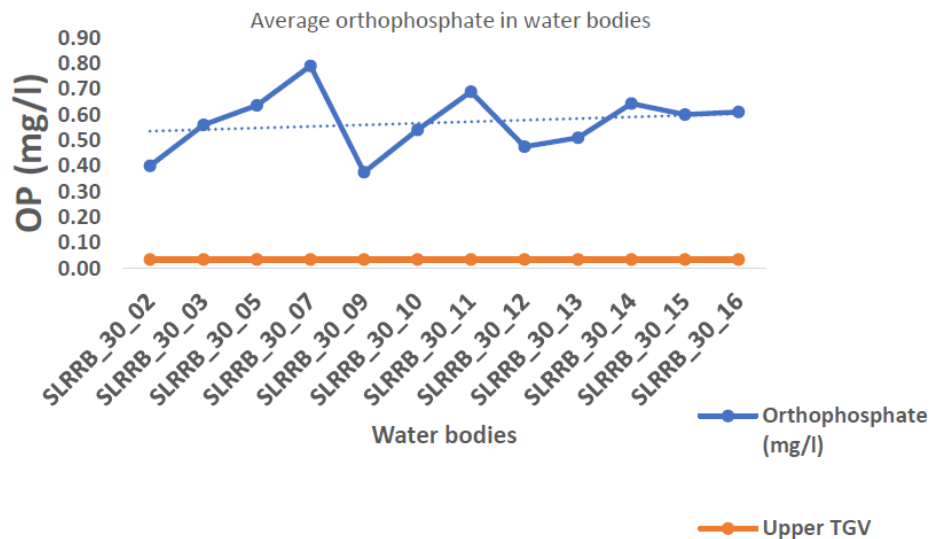 Average orthophosphate in water bodies
OP (mg/l)
0.90
0.80
0.70
0.60
0.50
0.40
0.30
0.20
0.10
0.00
SLRRB_30_02
SLRRB_30_03
SLRRB_30_05
SLRRB_30_07
SLRRB_30_09
SLRRB_30_10
SLRRB_30_11
SLRRB_30_12
SLRRB_30_13
SLRRB_30_14
SLRRB_30_15
SLRRB_30_16
Water bodies
Orthophosphate
(mg/l)
Upper TGV